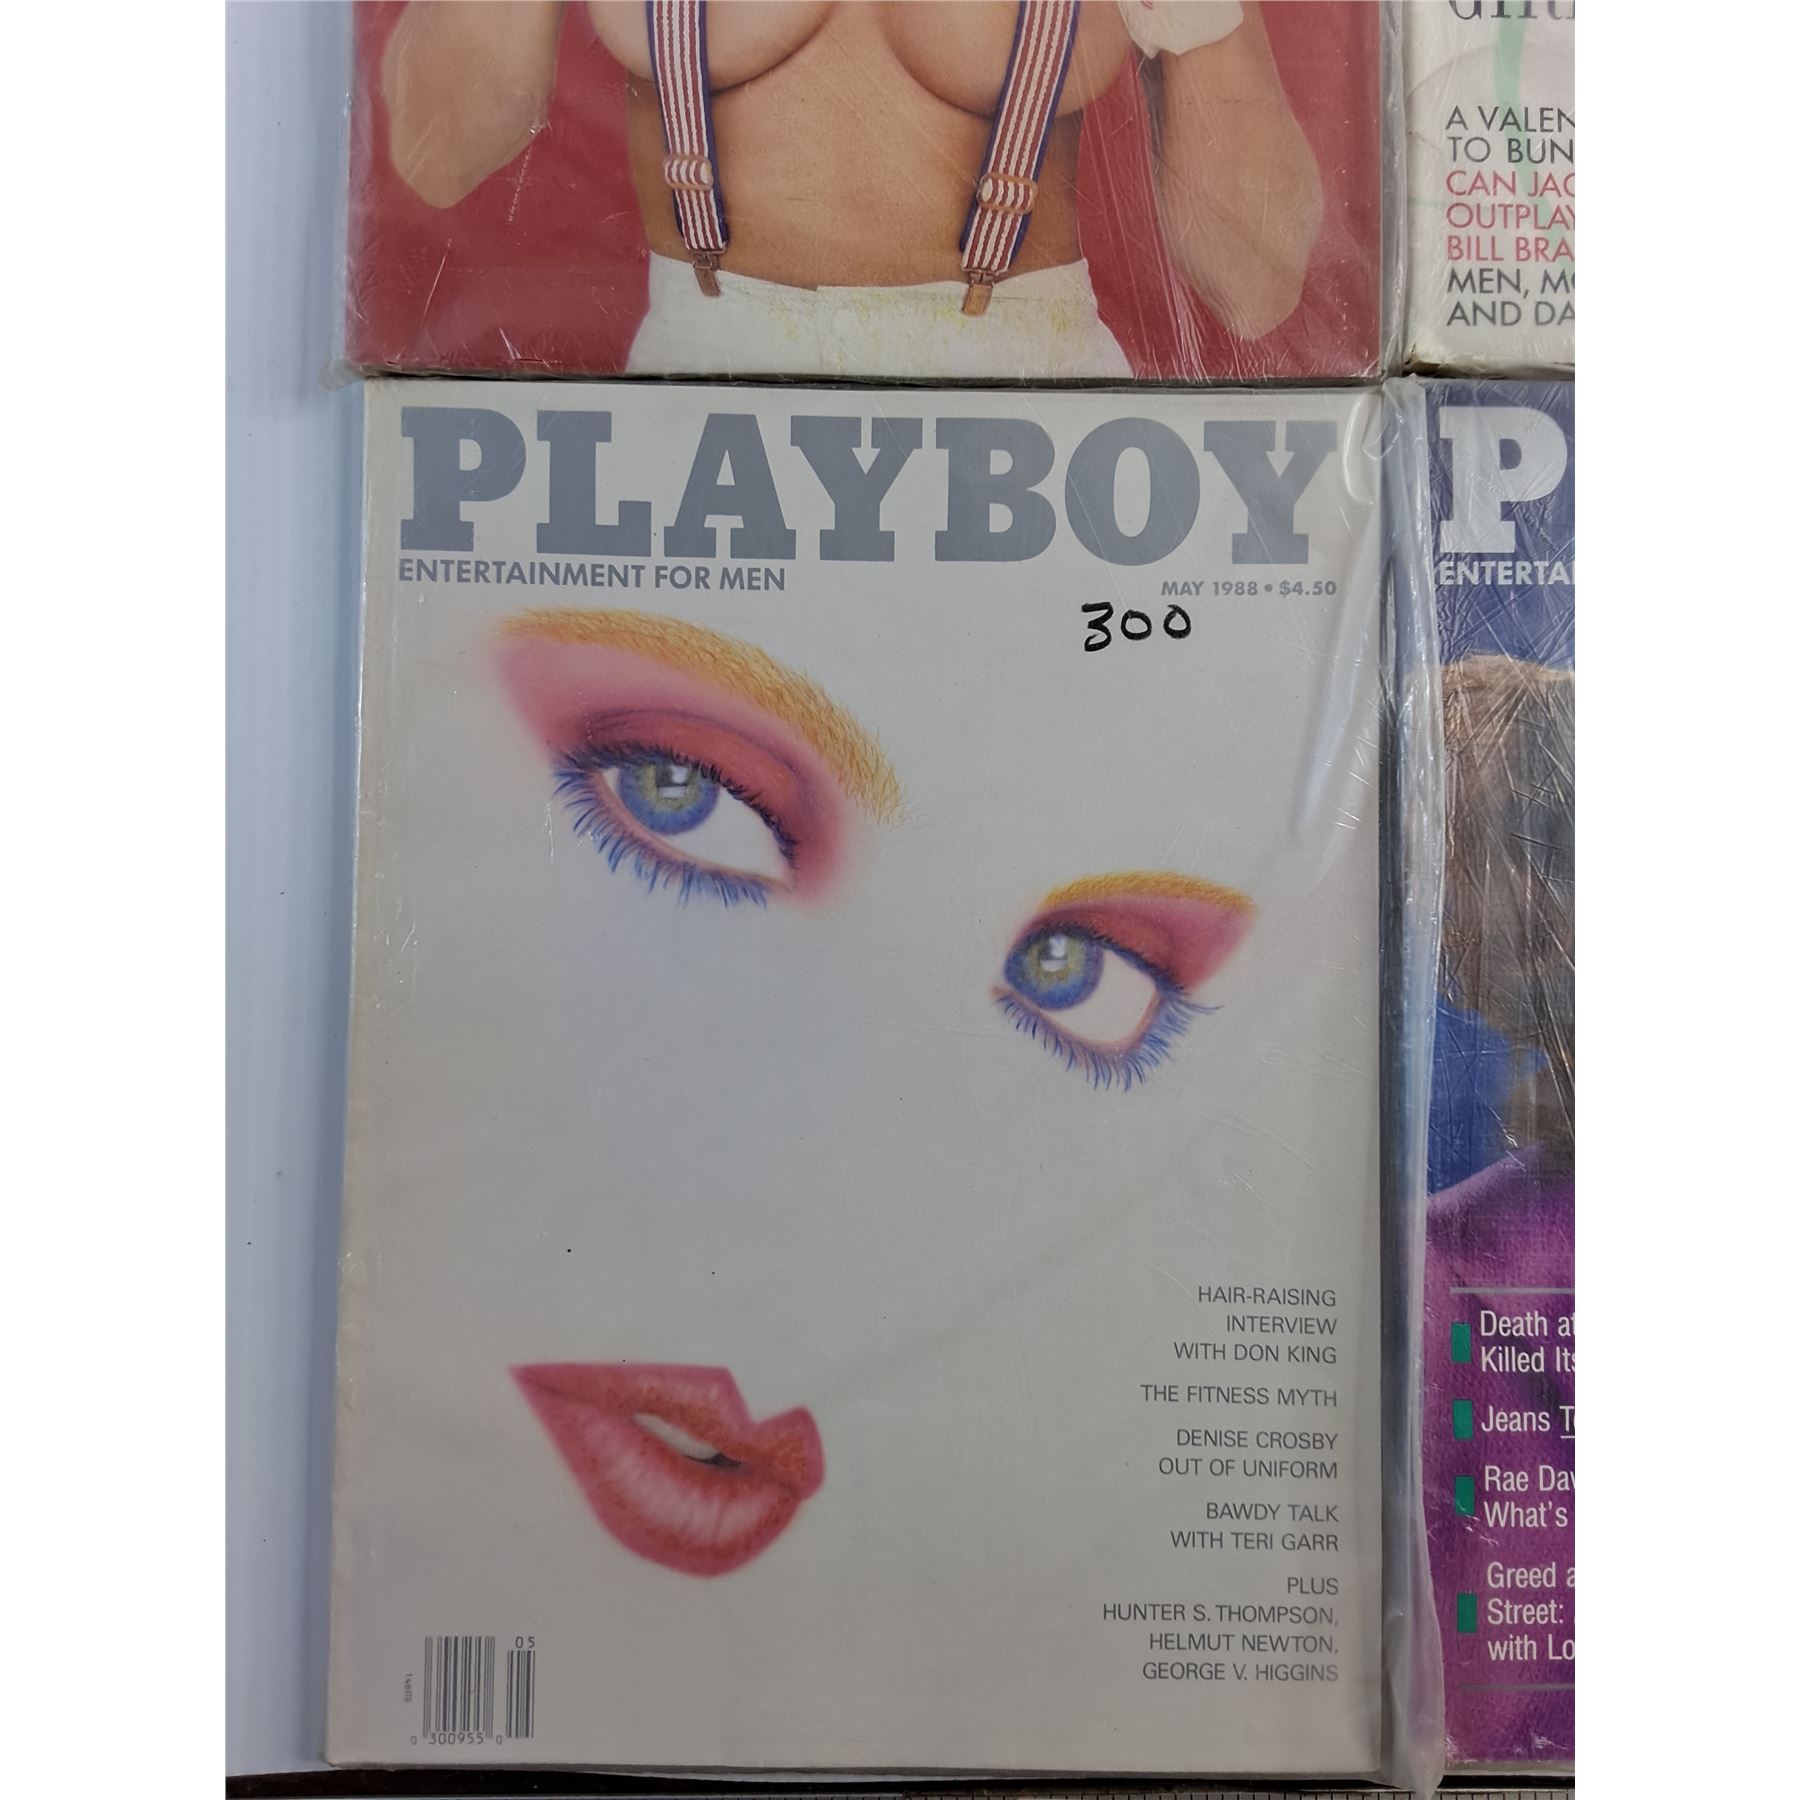 A VALEN
TO BUN
CAN JAC
OUTPLAY
BILL BRA
MEN, MO
AND DA
PLAYBOY
ENTERTAINMENT FOR MEN
MAY 1988 • $4.50
300
HAIR-RAISING
INTERVIEW
WITH DON KING
THE FITNESS MYTH
DENISE CROSBY
OUT OF UNIFORM
BAWDY TALK
WITH TERI GARR
PLUS
HUNTER S. THOMPSON,
HELMUT NEWTON,
GEORGE V. HIGGINS
05
14600
0 300955 0
P
ENTERTAI
Death at
Killed Its
Jeans T
Rae Dav
What's
Greed a
Street:
with Lo